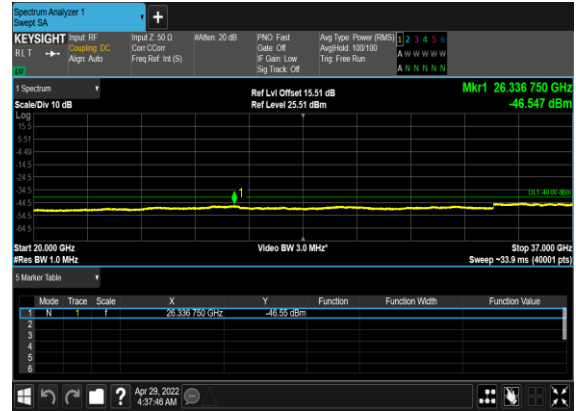 Spectrum Analyzer 1
Swept SA
+
KEYSIGHT Input: RF
RLT
Coupling: DC
Align: Auto
Input Z: 50 Ω
Corr CCorr
Freq Ref: Int (S)
#Atten: 20 dB
PNO: Fast
Gate: Off
IF Gain: Low
Sig Track: Off
Avg Type: Power (RMS)
Avg|Hold: 100/100
Trig: Free Run
1 2 3 4 5 6
A W W W W W
A N N N N N
1 Spectrum
Scale/Div 10 dB
Ref Lvl Offset 15.51 dB
Ref Level 25.51 dBm
Mkr1 26.336 750 GHz
-46.547 dBm
Log
15.5
5.51
-4.49
-14.5
-24.5
-34.5
-44.5
-54.5
-64.5
1
DL1 -40.00 dBm
Start 20.000 GHz
#Res BW 1.0 MHz
Video BW 3.0 MHz*
Stop 37.000 GHz
Sweep ~33.9 ms (40001 pts)
5 Marker Table
Mode Trace Scale X Y Function Function Width Function Value
1 N 1 f 26.336 750 GHz -46.55 dBm
2
3
4
5
6
?
Apr 29, 2022
4:37:46 AM